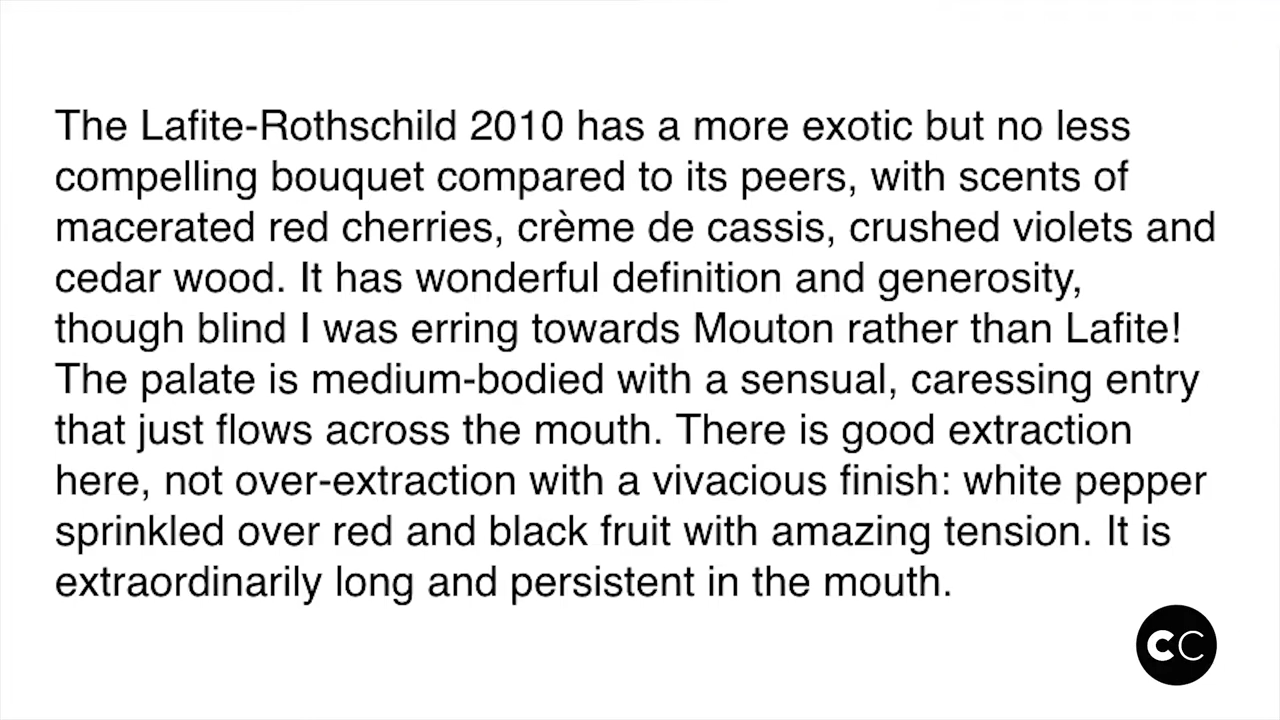 The Lafite-Rothschild 2010 has a more exotic but no less
compelling bouquet compared to its peers, with scents of
macerated red cherries, crème de cassis, crushed violets and
cedar wood. It has wonderful definition and generosity,
though blind I was erring towards Mouton rather than Lafite!
The palate is medium-bodied with a sensual, caressing entry
that just flows across the mouth. There is good extraction
here, not over-extraction with a vivacious finish: white pepper
sprinkled over red and black fruit with amazing tension. It is
extraordinarily long and persistent in the mouth.
CC